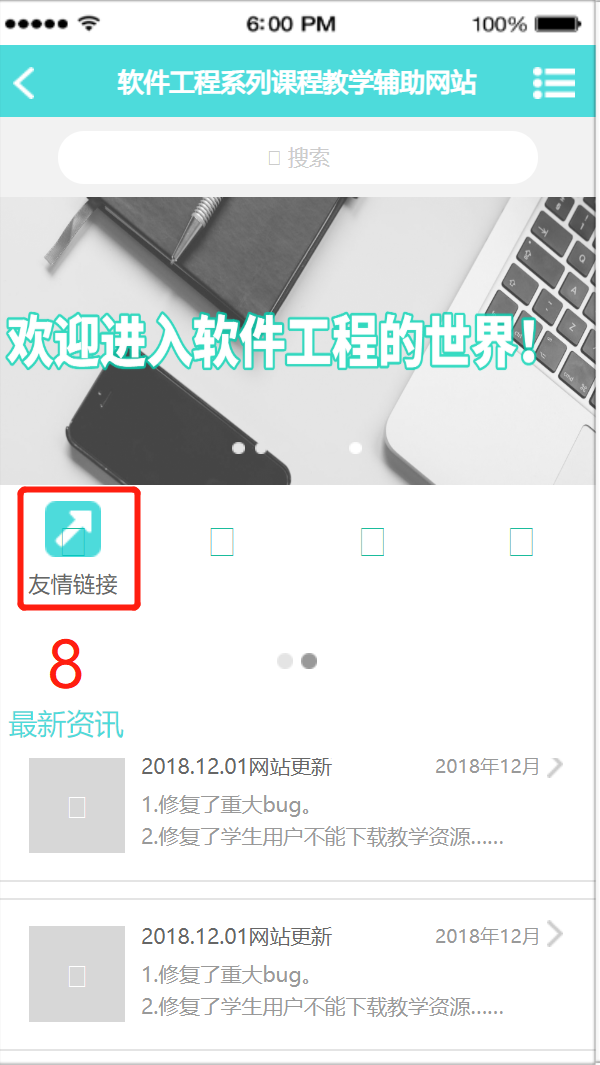 6:00 PM 100%
软件工程系列课程教学辅助网站
搜索
欢迎进入软件工程的世界!
友情链接
8
最新资讯
2018.12.01网站更新 2018年12月
1.修复了重大bug。
2.修复了学生用户不能下载教学资源......
2018.12.01网站更新 2018年12月
1.修复了重大bug。
2.修复了学生用户不能下载教学资源......